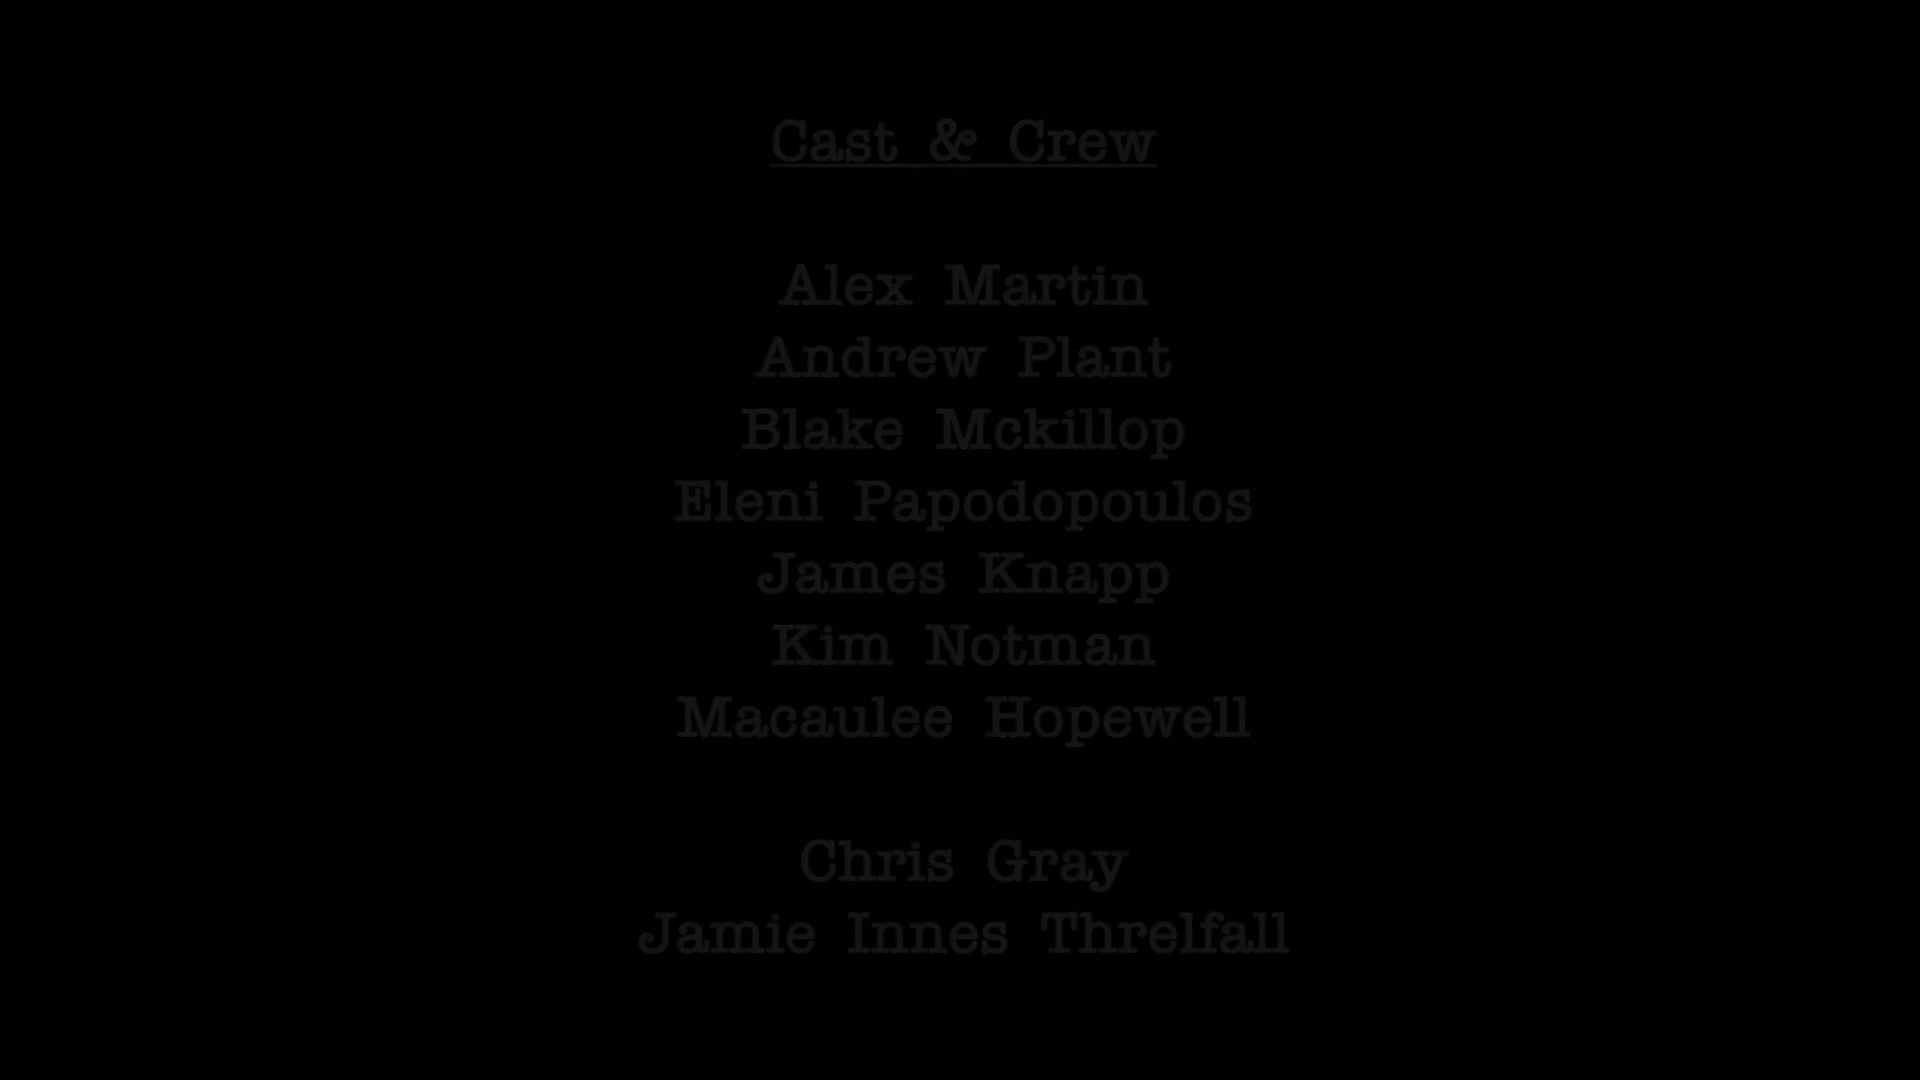 Cast & Crew
Alex Martin
Andrew Plant
Blake Mckillop
Eleni Papodopoulos
James Knapp
Kim Notman
Macaulee Hopewell
Chris Gray
Jamie Innes Threlfall